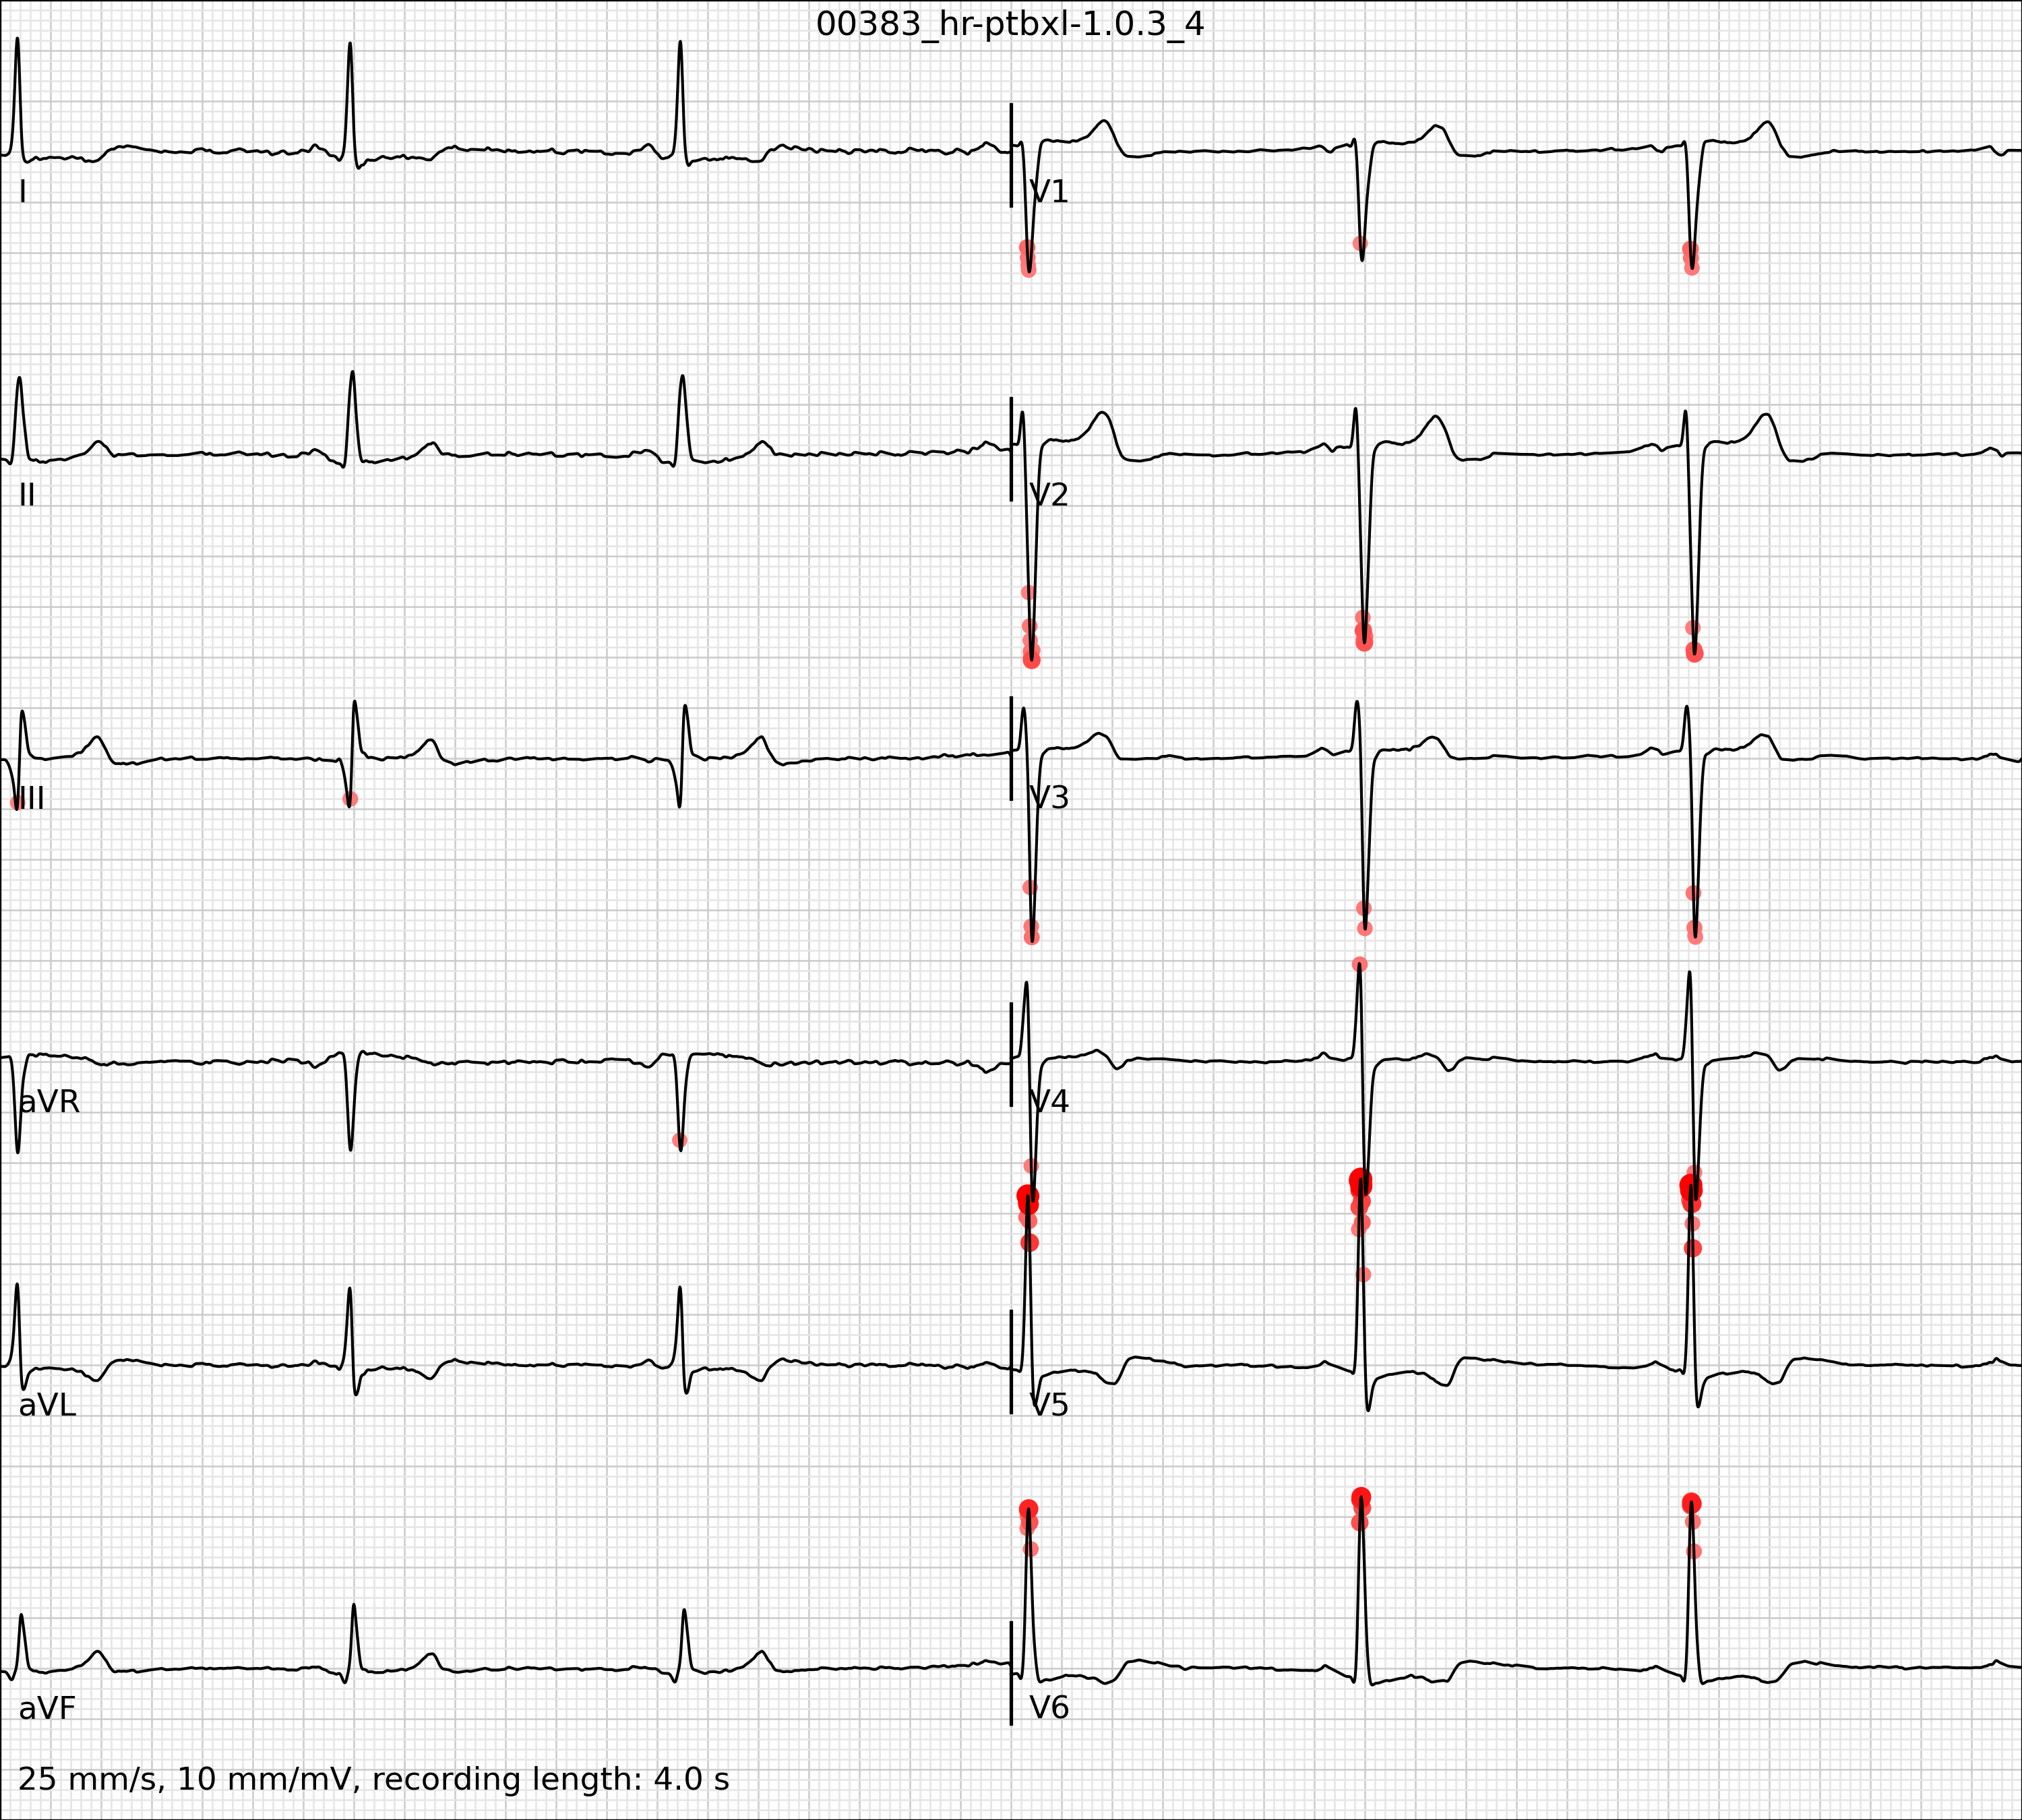 00383_hr-ptbxl-1.0.3_4
I
V1
II
V2
III
V3
aVR
V4
aVL
V5
aVF
V6
25 mm/s, 10 mm/mV, recording length: 4.0 s